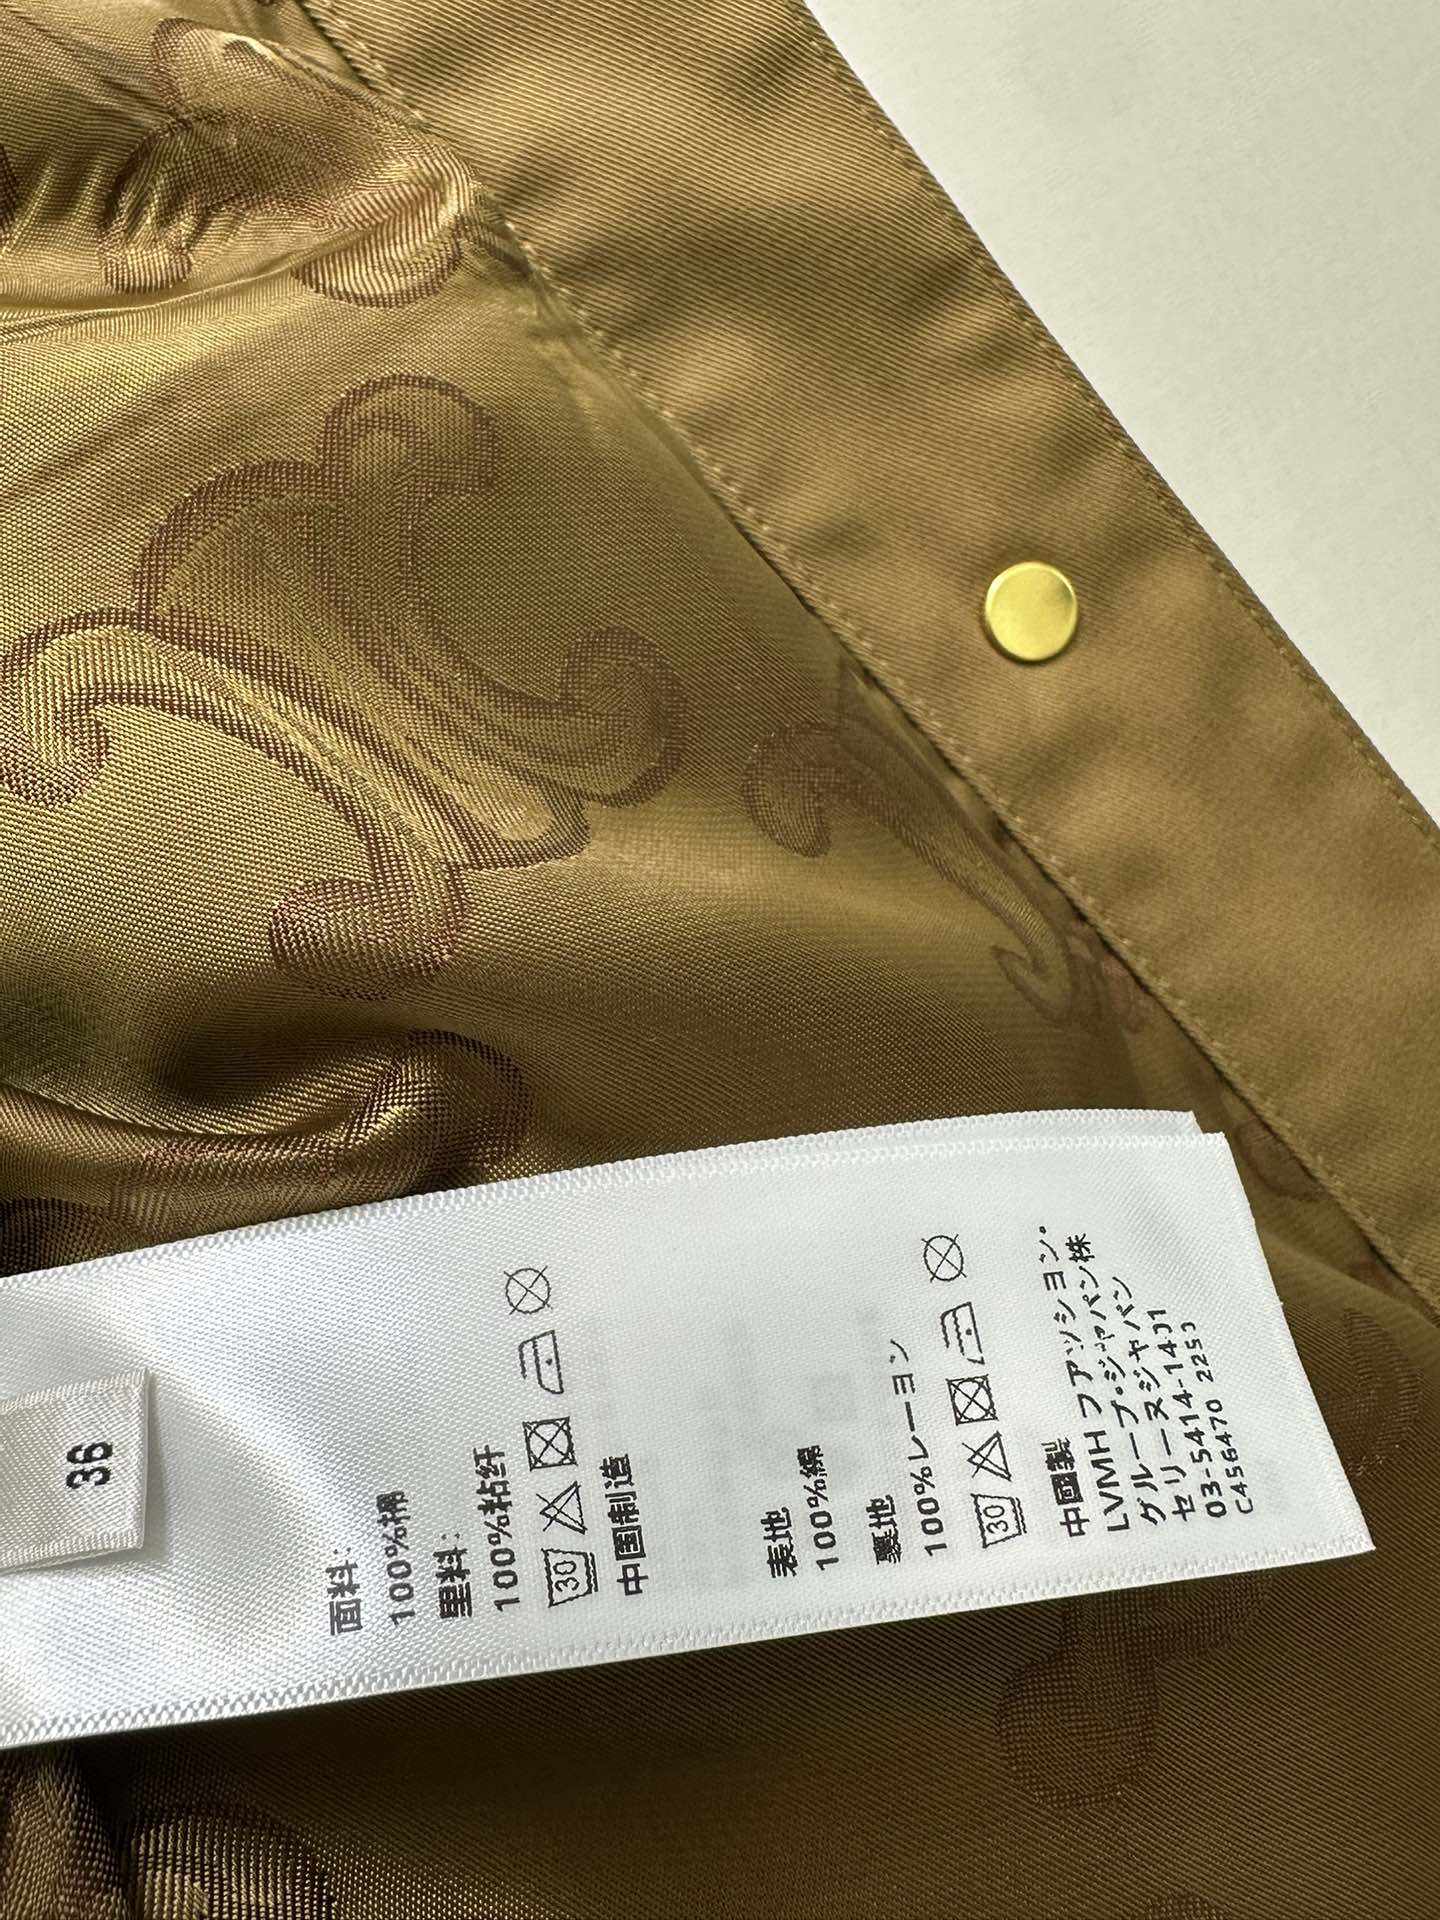 36
面料:
100%棉
里料:
100%粘纤
30
中国制造
表地
100%綿
裏地
100%レーヨン
30
中國製
LVMH ファッション・
グループ・ジャパン株
セリーヌジャパン
03-5414-1401
C456470 2253